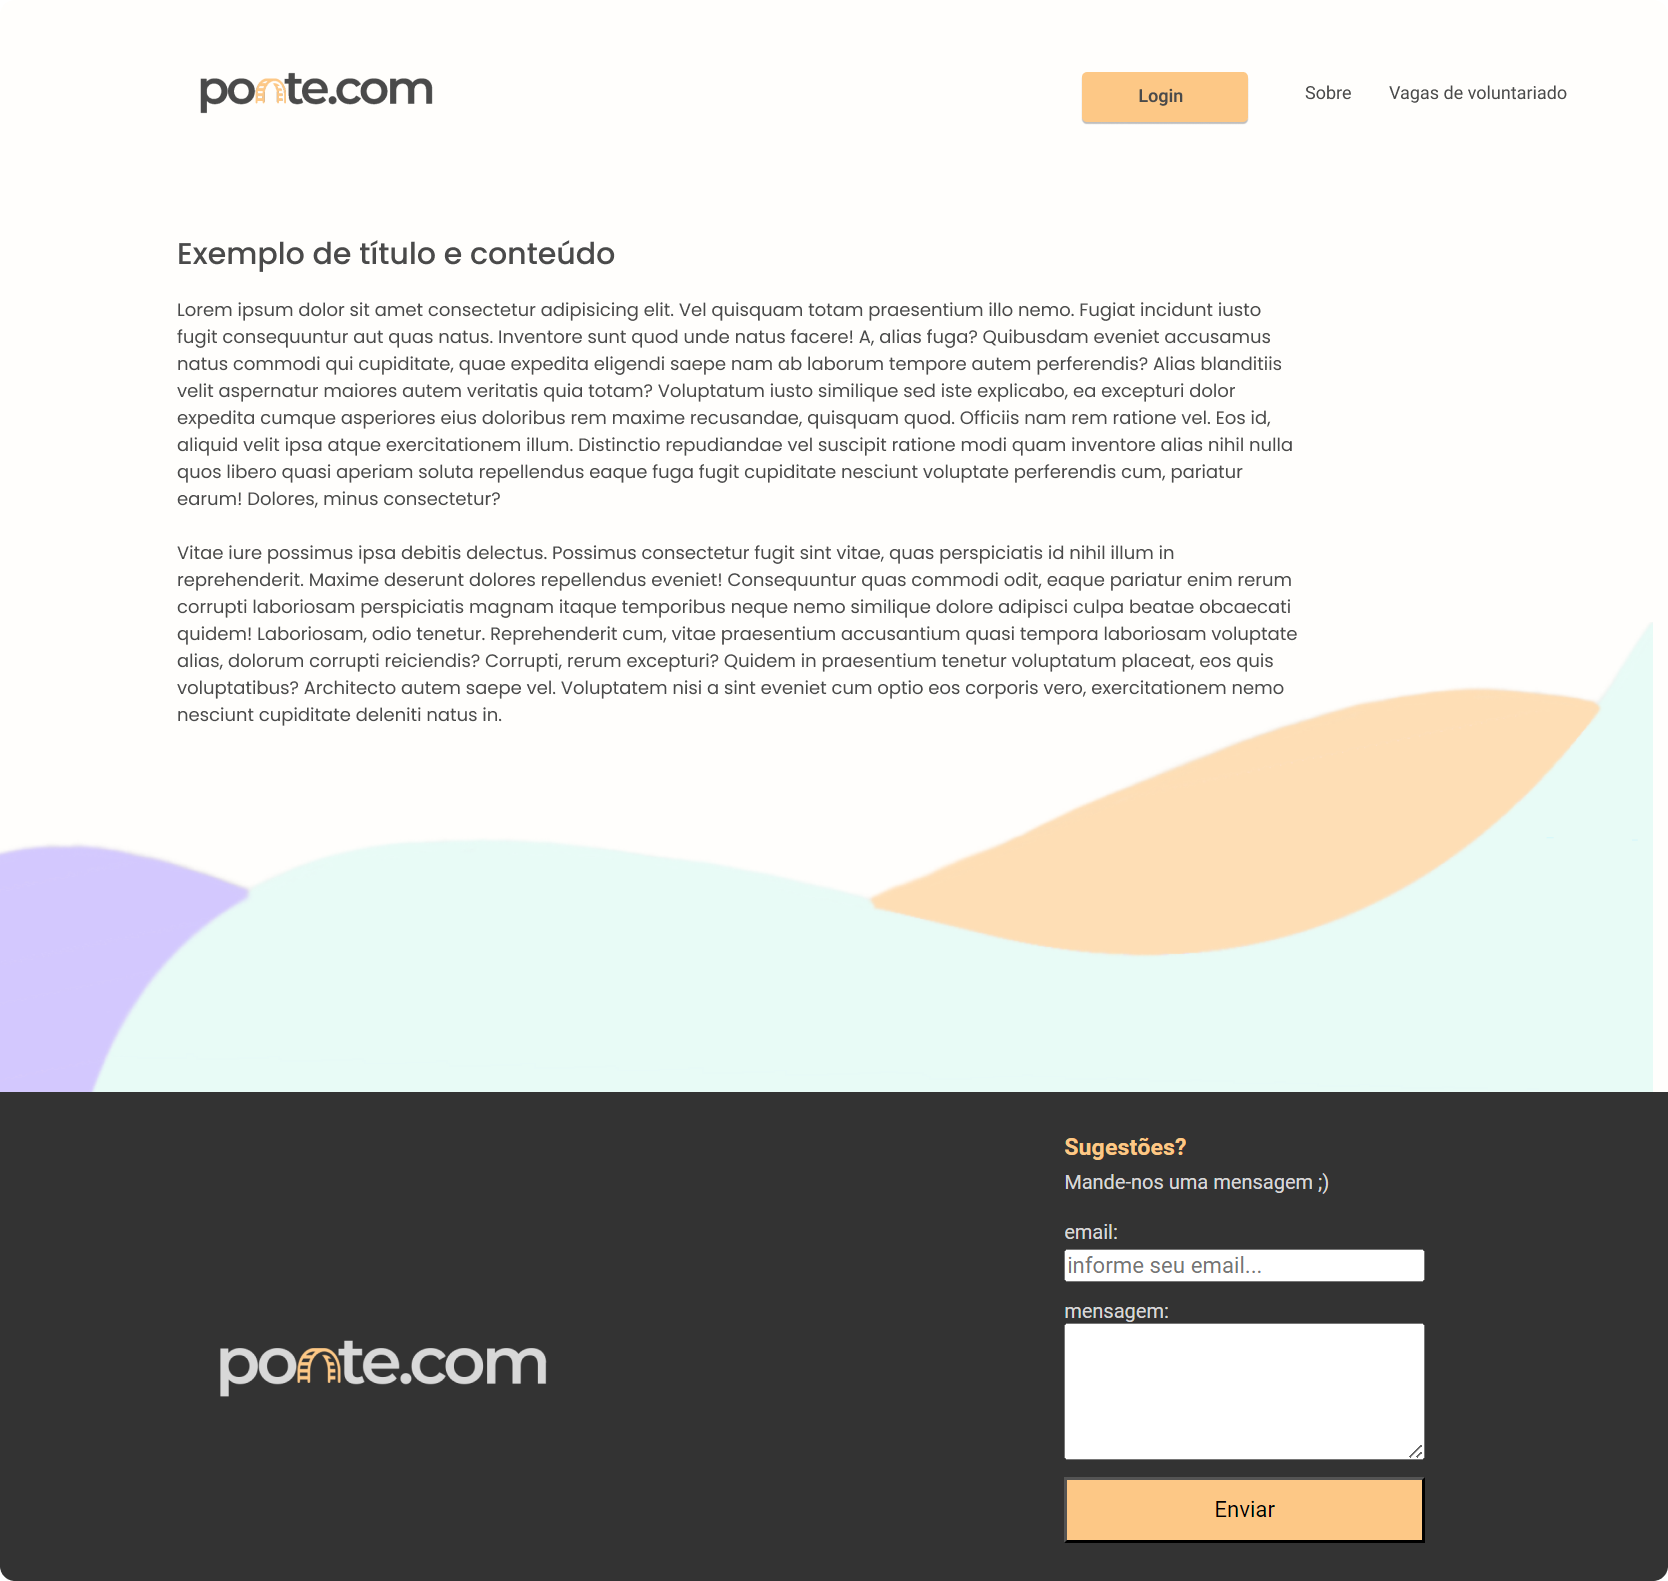 ponte.com
Login
Sobre
Vagas de voluntariado
Exemplo de título e conteúdo
Lorem ipsum dolor sit amet consectetur adipisicing elit. Vel quisquam totam praesentium illo nemo. Fugiat incidunt iusto
fugit consequuntur aut quas natus. Inventore sunt quod unde natus facere! A, alias fuga? Quibusdam eveniet accusamus
natus commodi qui cupiditate, quae expedita eligendi saepe nam ab laborum tempore autem perferendis? Alias blanditiis
velit aspernatur maiores autem veritatis quia totam? Voluptatum iusto similique sed iste explicabo, ea excepturi dolor
expedita cumque asperiores eius doloribus rem maxime recusandae, quisquam quod. Officiis nam rem ratione vel. Eos id,
aliquid velit ipsa atque exercitationem illum. Distinctio repudiandae vel suscipit ratione modi quam inventore alias nihil nulla
quos libero quasi aperiam soluta repellendus eaque fuga fugit cupiditate nesciunt voluptate perferendis cum, pariatur
earum! Dolores, minus consectetur?
Vitae iure possimus ipsa debitis delectus. Possimus consectetur fugit sint vitae, quas perspiciatis id nihil illum in
reprehenderit. Maxime deserunt dolores repellendus eveniet! Consequuntur quas commodi odit, eaque pariatur enim rerum
corrupti laboriosam perspiciatis magnam itaque temporibus neque nemo similique dolore adipisci culpa beatae obcaecati
quidem! Laboriosam, odio tenetur. Reprehenderit cum, vitae praesentium accusantium quasi tempora laboriosam voluptate
alias, dolorum corrupti reiciendis? Corrupti, rerum excepturi? Quidem in praesentium tenetur voluptatum placeat, eos quis
voluptatibus? Architecto autem saepe vel. Voluptatem nisi a sint eveniet cum optio eos corporis vero, exercitationem nemo
nesciunt cupiditate deleniti natus in.
Sugestões?
Mande-nos uma mensagem ;)
email:
informe seu email...
mensagem:
ponte.com
Enviar